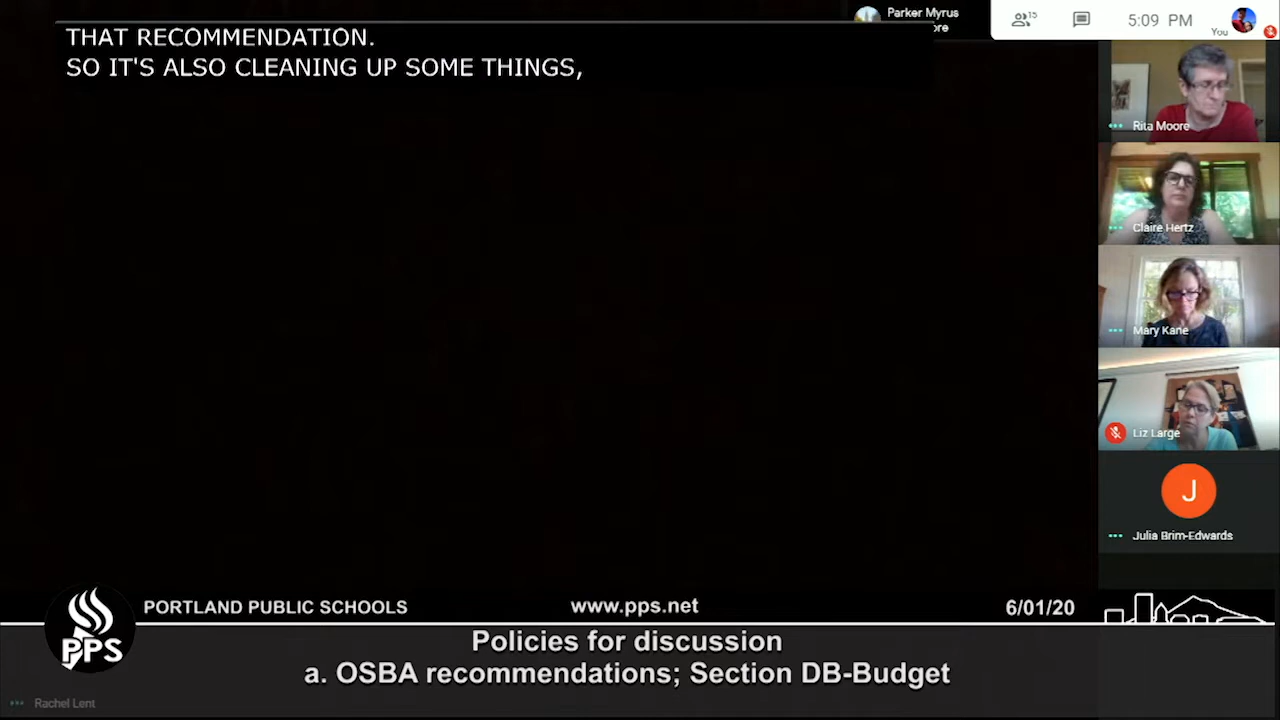 THAT RECOMMENDATION.
SO IT'S ALSO CLEANING UP SOME THINGS,
Parker Myrus
ore
15
5:09 PM
You
Rita Moore
Claire Hertz
Mary Kane
Liz Large
J
Julia Brim-Edwards
PORTLAND PUBLIC SCHOOLS
www.pps.net
6/01/20
PPS
Policies for discussion
a. OSBA recommendations; Section DB-Budget
Rachel Lent